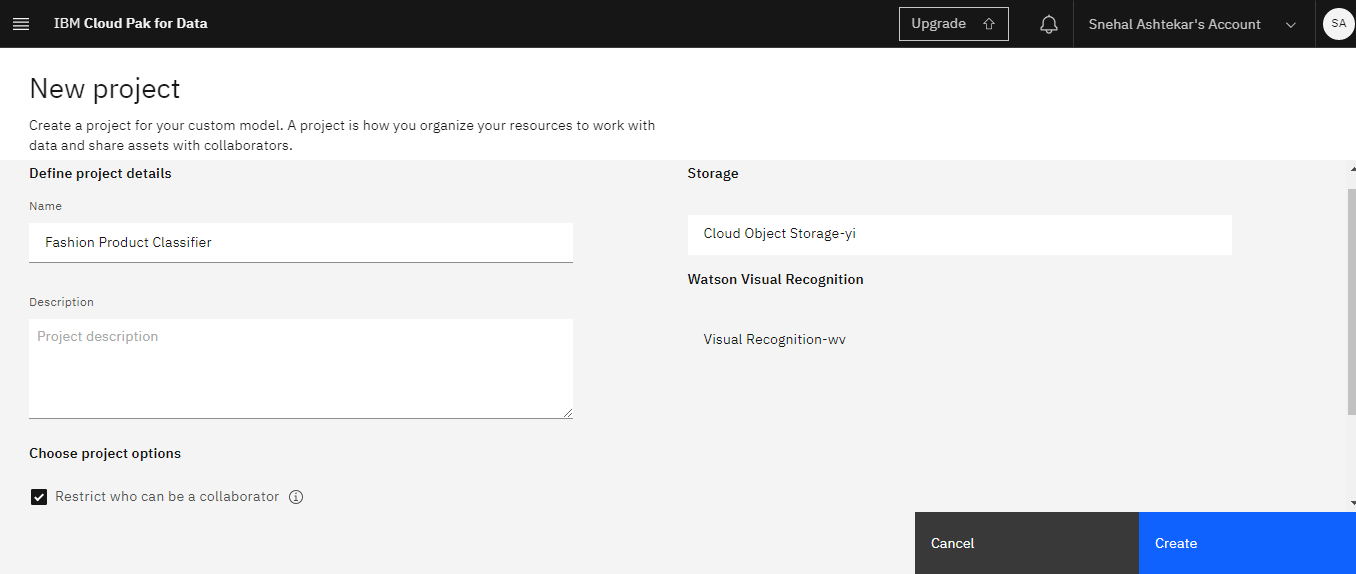 IBM Cloud Pak for Data
Upgrade
Snehal Ashtekar's Account
SA
New project
Create a project for your custom model. A project is how you organize your resources to work with
data and share assets with collaborators.
Define project details
Name
Fashion Product Classifier
Description
Project description
Choose project options
Restrict who can be a collaborator
Storage
Cloud Object Storage-yi
Watson Visual Recognition
Visual Recognition-wv
Cancel
Create